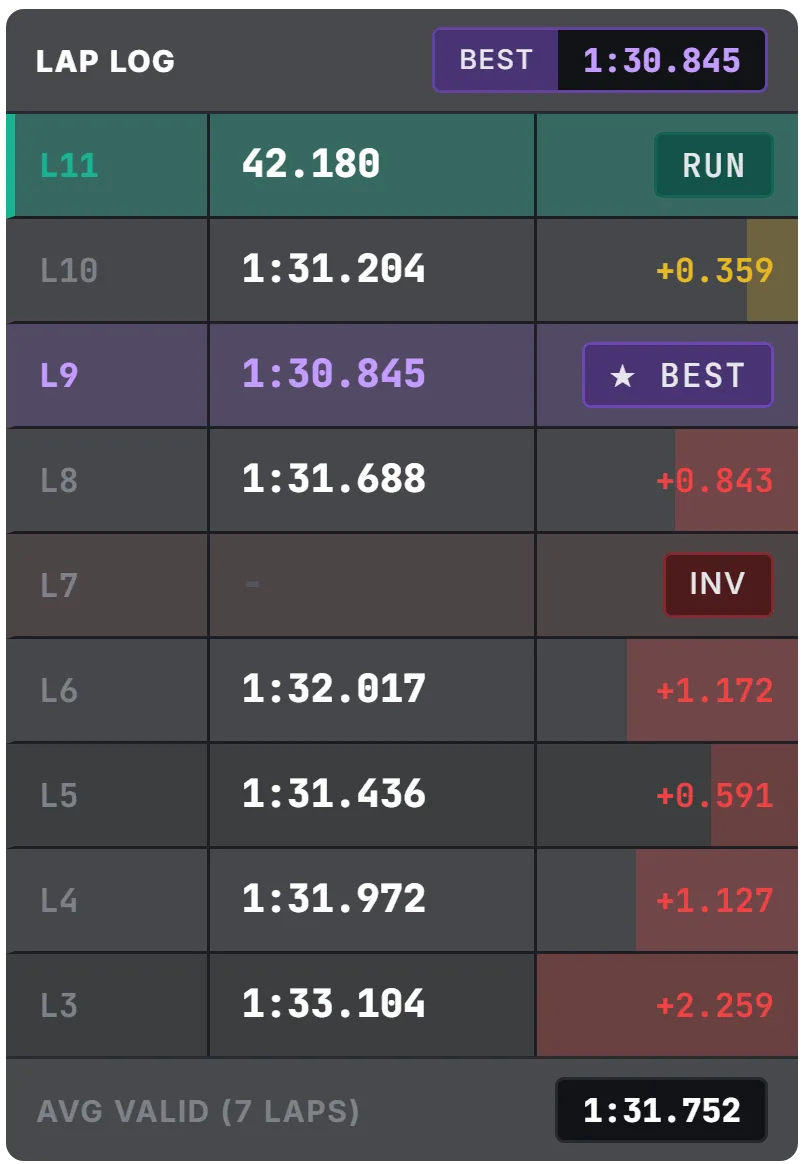 LAP LOG BEST 1:30.845
L11 42.180 RUN
L10 1:31.204 +0.359
L9 1:30.845 ★ BEST
L8 1:31.688 +0.843
L7 - INV
L6 1:32.017 +1.172
L5 1:31.436 +0.591
L4 1:31.972 +1.127
L3 1:33.104 +2.259
AVG VALID (7 LAPS) 1:31.752